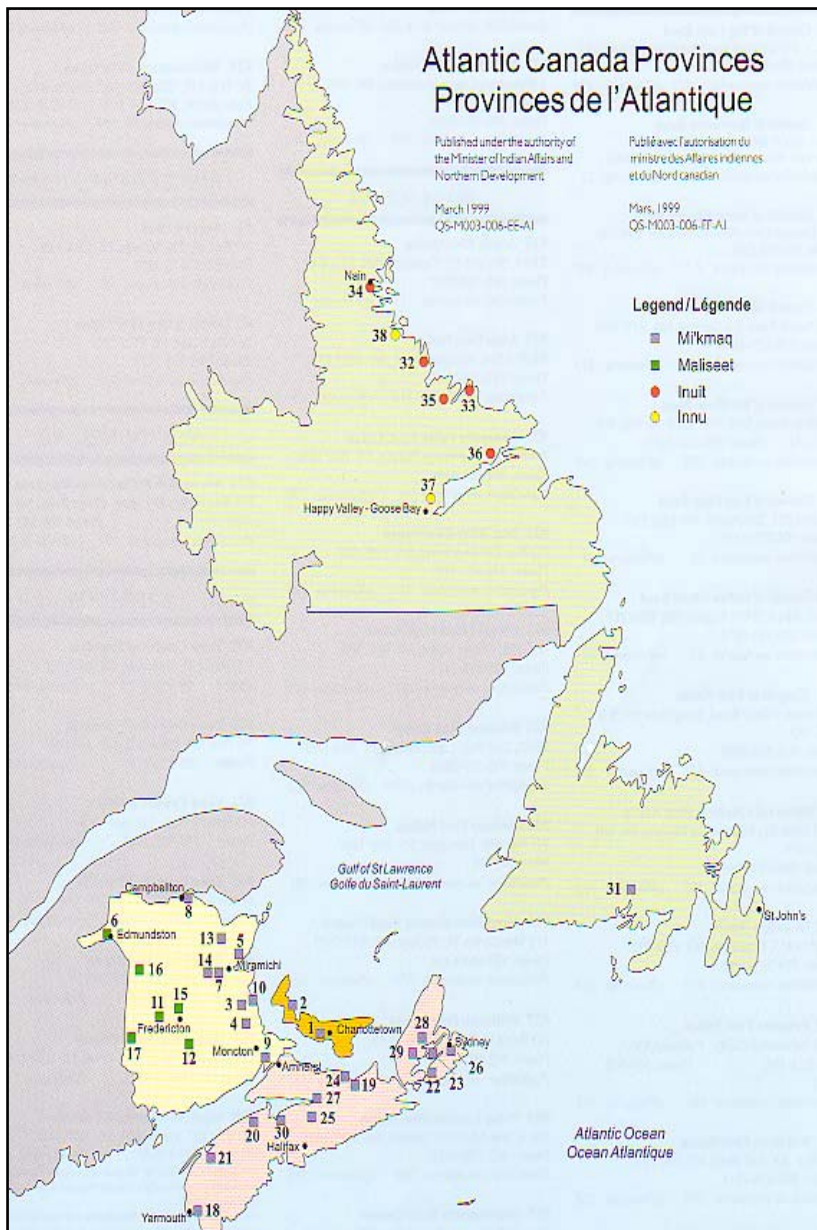 Atlantic Canada Provinces
Provinces de l'Atlantique
Published under the authority of
the Minister of Indian Affairs and
Northern Development
March 1999
QS-M003-006-EE-A1
Publié avec l'autorisation du
ministre des Affaires indiennes
et du Nord canadian
Mars, 1999
QS-M003-006-FF-A1
Legend / Légende
Mi'kmaq
Maliseet
Inuit
Innu
Nain
34
38
32
35
33
36
37
Happy Valley - Goose Bay
Gulf of St Lawrence
Golfe du Saint-Laurent
31
St John's
Campbellton
8
6
Edmundston
13
5
14
Miramichi
16
7
10
15
3
2
11
Fredericton
4
1
Charlottetown
28
Sydney
17
12
Moncton
9
29
Amherst
22
23
26
24
19
27
25
20
30
Halifax
21
Atlantic Ocean
Ocean Atlantique
Yarmouth
18